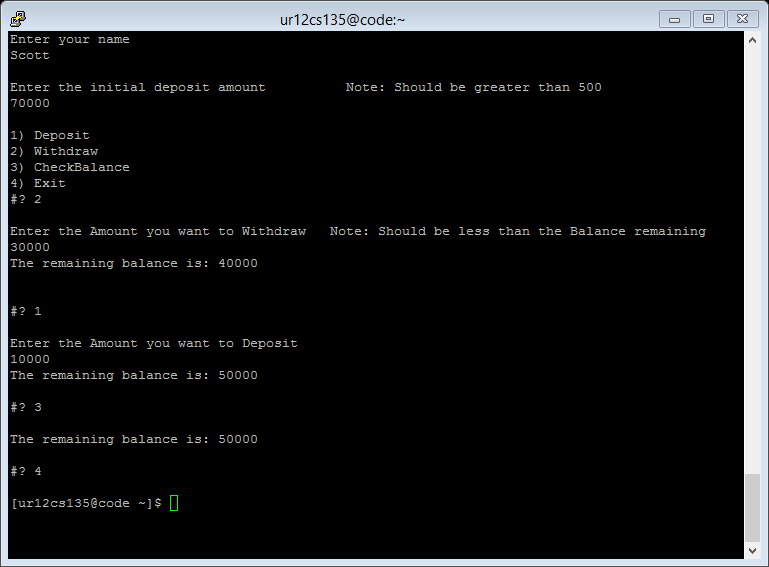 ur12cs135@code:~
Enter your name
Scott
Enter the initial deposit amount          Note: Should be greater than 500
70000
1) Deposit
2) Withdraw
3) CheckBalance
4) Exit
#? 2
Enter the Amount you want to Withdraw   Note: Should be less than the Balance remaining
30000
The remaining balance is: 40000
#? 1
Enter the Amount you want to Deposit
10000
The remaining balance is: 50000
#? 3
The remaining balance is: 50000
#? 4
[ur12cs135@code ~]$